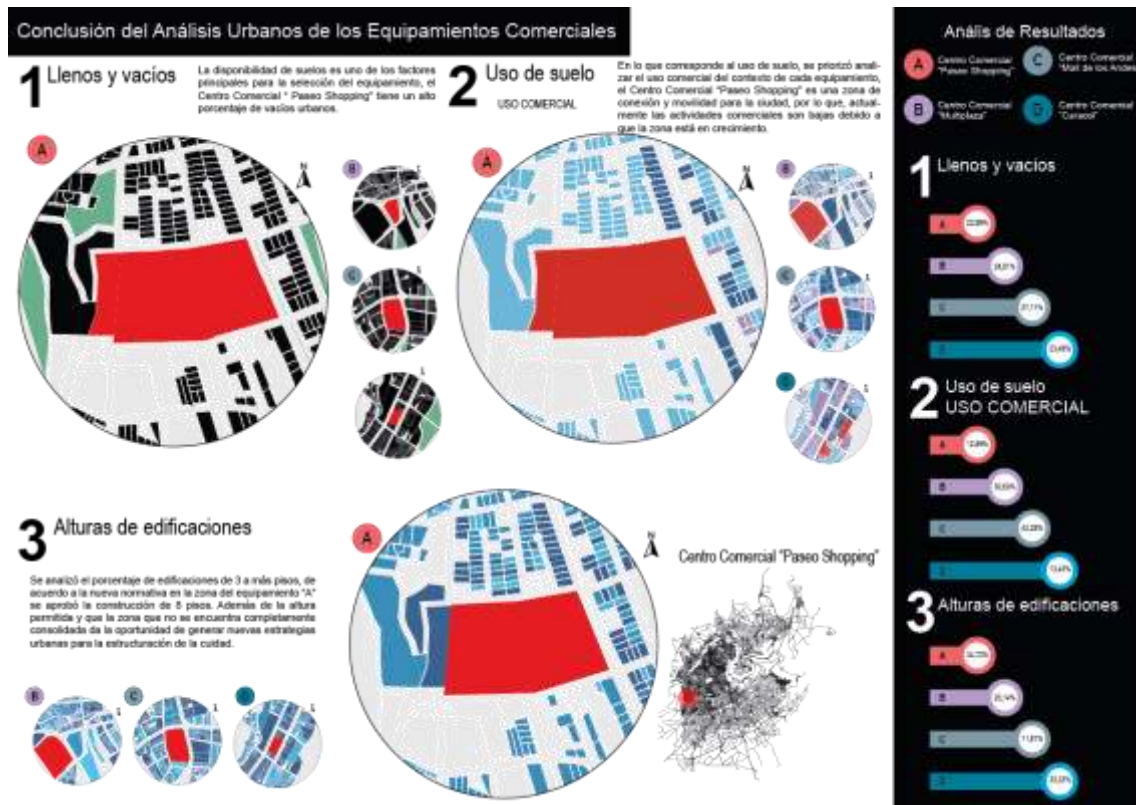 Conclusión del Análisis Urbanos de los Equipamientos Comerciales
1 Llenos y vacíos
La disponibilidad de suelos es uno de los factores
principales para la selección del equipamiento, el
Centro Comercial " Paseo Shopping" tiene un alto
porcentaje de vacíos urbanos.
A
N
B
C
2 Uso de suelo
USO COMERCIAL
En lo que corresponde al uso de suelo, se priorizó anali-
zar el uso comercial del contexto de cada equipamiento,
el Centro Comercial "Paseo Shopping" es una zona de
conexión y movilidad para la ciudad, por lo que, actual-
mente las actividades comerciales son bajas debido a
que la zona está en crecimiento.
A
N
B
C
3 Alturas de edificaciones
Se analizó el porcentaje de edificaciones de 3 a más pisos, de
acuerdo a la nueva normativa en la zona del equipamiento "A"
se aprobó la construcción de 8 pisos. Además de la altura
permitida y que la zona que no se encuentra completamente
consolidada da la oportunidad de generar nuevas estrategias
urbanas para la estructuración de la cuidad.
B
C
A
N
Centro Comercial "Paseo Shopping"
Anális de Resultados
A
Centro Comercial
"Paseo Shopping"
C
Centro Comercial
"Mall de los Andes"
B
Centro Comercial
"Multiplaza"
D
Centro Comercial
"Caracol"
1 Llenos y vacíos
A
B
2 Uso de suelo
USO COMERCIAL
A
B
C
3 Alturas de edificaciones
A
B
C